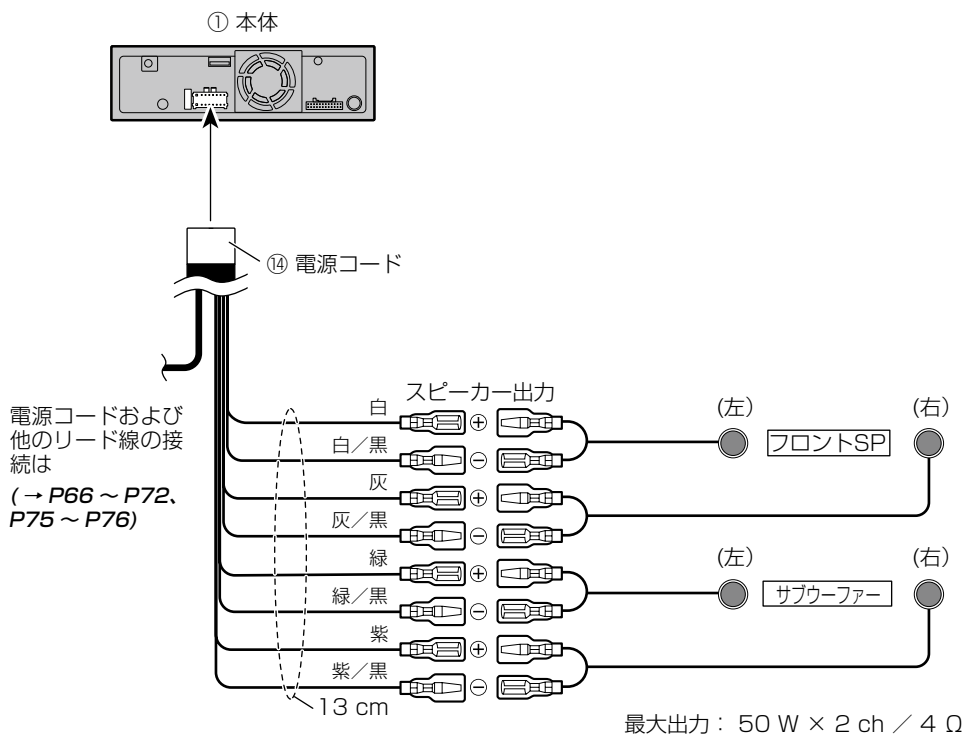 ① 本体
⑭ 電源コード
電源コードおよび
他のリード線の接
続は
(→ P66 ～ P72、
P75 ～ P76)
スピーカー出力
白
⊕
白／黒
⊖
灰
⊕
灰／黒
⊖
緑
⊕
緑／黒
⊖
紫
⊕
紫／黒
⊖
13 cm
(左) フロントSP (右)
(左) サブウーファー (右)
最大出力： 50 W × 2 ch ／ 4 Ω